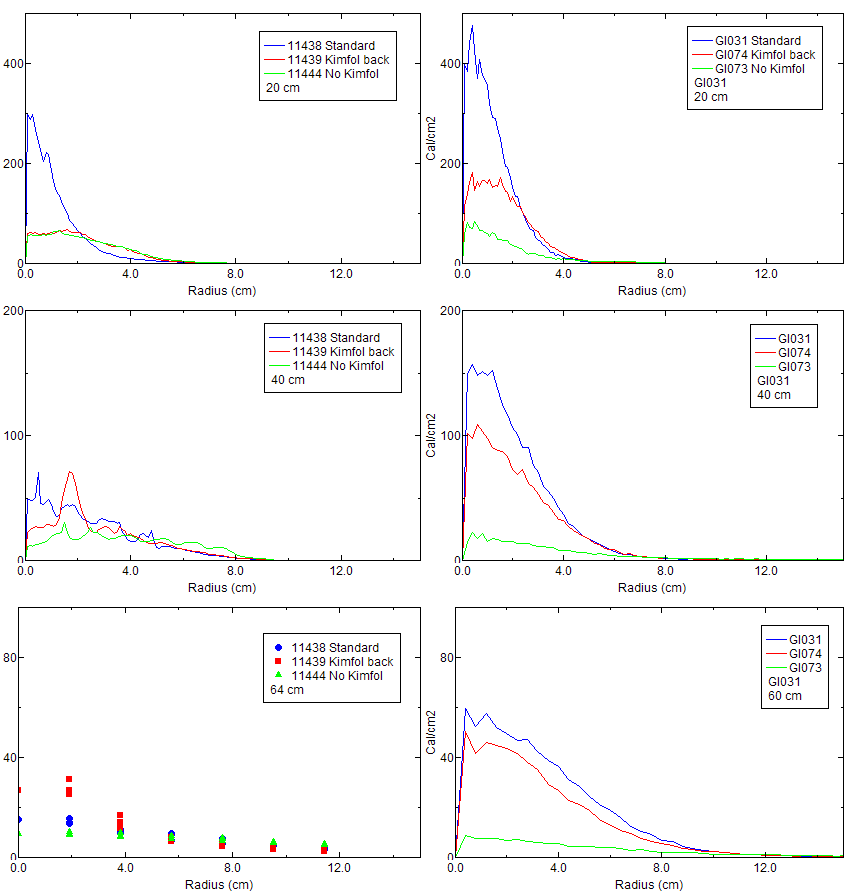 400
200
0
0.0
4.0
8.0
12.0
Radius (cm)
11438 Standard
11439 Kimfol back
11444 No Kimfol
20 cm
400
200
0
Cal/cm2
0.0
4.0
8.0
12.0
Radius (cm)
GI031 Standard
GI074 Kimfol back
GI073 No Kimfol
GI031
20 cm
200
100
0
0.0
4.0
8.0
12.0
Radius (cm)
11438 Standard
11439 Kimfol back
11444 No Kimfol
40 cm
200
100
0
Cal/cm2
0.0
4.0
8.0
12.0
Radius (cm)
GI031
GI074
GI073
GI031
40 cm
80
40
0
0.0
4.0
8.0
12.0
Radius (cm)
11438 Standard
11439 Kimfol back
11444 No Kimfol
64 cm
80
40
0
Cal/cm2
0.0
4.0
8.0
12.0
Radius (cm)
GI031
GI074
GI073
GI031
60 cm